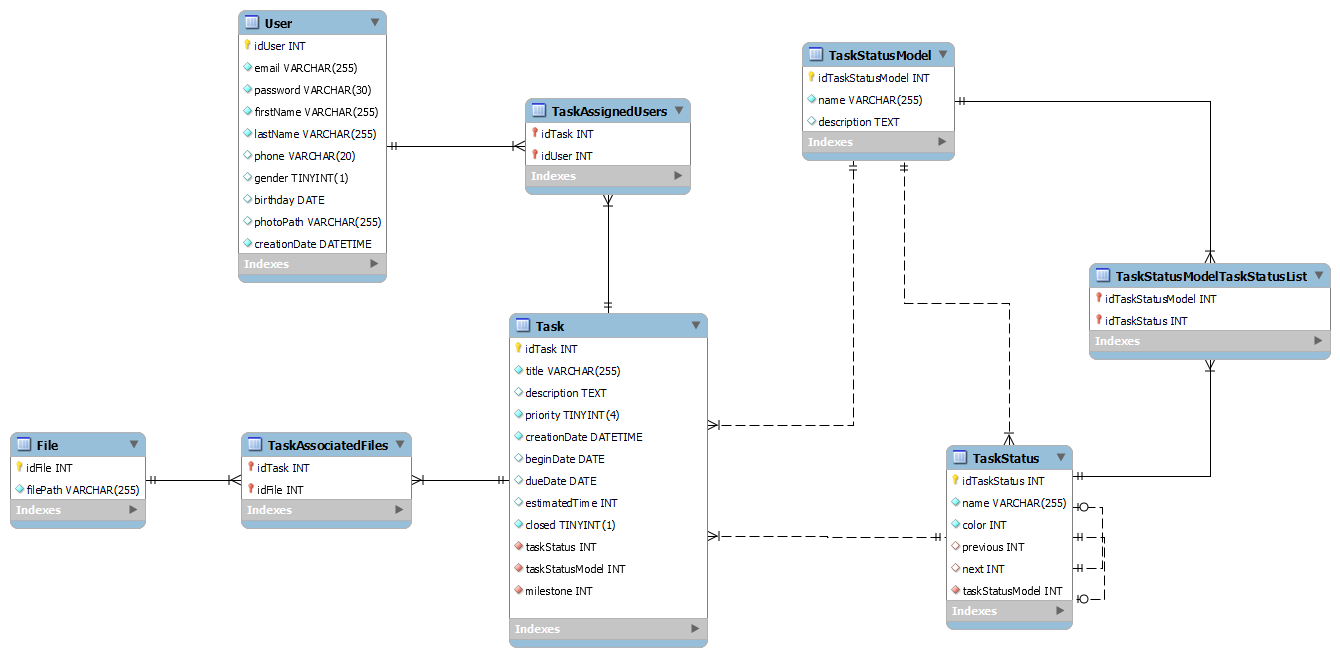 User
idUser INT
email VARCHAR(255)
password VARCHAR(30)
firstName VARCHAR(255)
lastName VARCHAR(255)
phone VARCHAR(20)
gender TINYINT(1)
birthday DATE
photoPath VARCHAR(255)
creationDate DATETIME
Indexes
TaskAssignedUsers
idTask INT
idUser INT
Indexes
TaskStatusModel
idTaskStatusModel INT
name VARCHAR(255)
description TEXT
Indexes
TaskStatusModelTaskStatusList
idTaskStatusModel INT
idTaskStatus INT
Indexes
Task
idTask INT
title VARCHAR(255)
description TEXT
priority TINYINT(4)
creationDate DATETIME
beginDate DATE
dueDate DATE
estimatedTime INT
closed TINYINT(1)
taskStatus INT
taskStatusModel INT
milestone INT
Indexes
File
idFile INT
filePath VARCHAR(255)
Indexes
TaskAssociatedFiles
idTask INT
idFile INT
Indexes
TaskStatus
idTaskStatus INT
name VARCHAR(255)
color INT
previous INT
next INT
taskStatusModel INT
Indexes